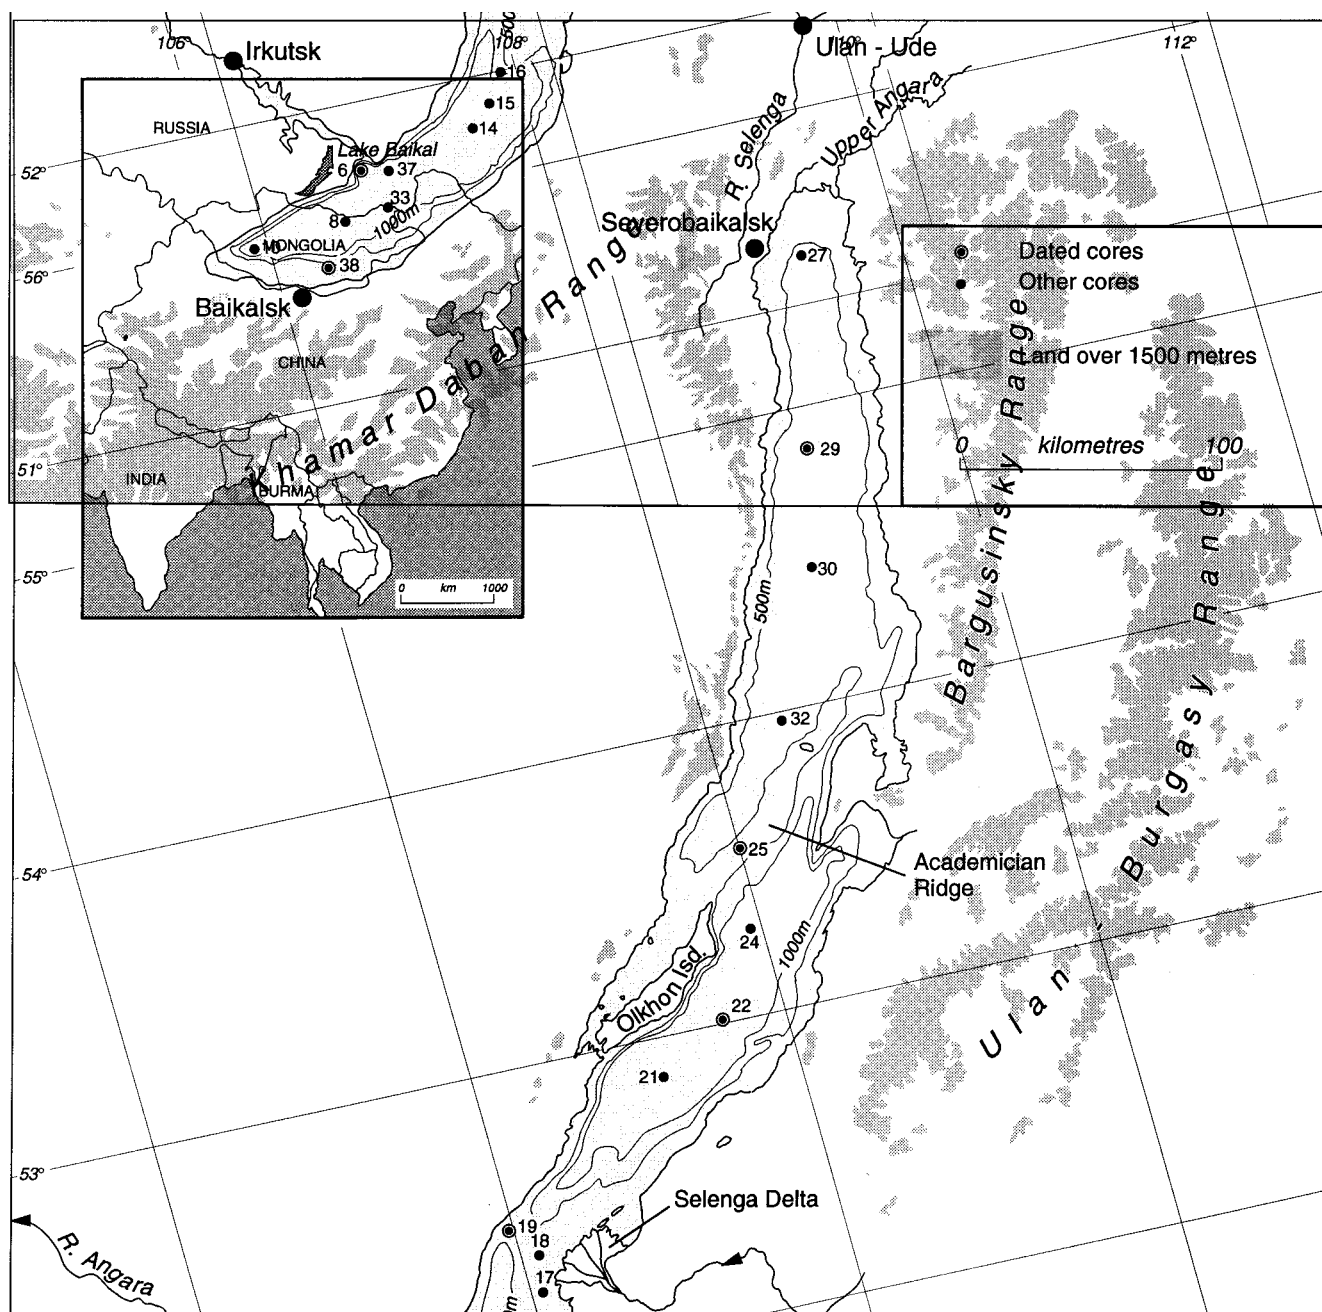 106°
108°
500
110°
112°
Irkutsk
Ulan - Ude
16
15
14
RUSSIA
Lake Baikal
6
37
33
8
1000m
MONGOLIA
38
52°
56°
Baikalsk
CHINA
51°
INDIA
BURMA
Khamar Daban Range
0 km 1000
55°
R. Selenga
Upper Angara
Severobaikalsk
27
Dated cores
Other cores
Land over 1500 metres
0 kilometres 100
29
30
500m
Bargusinsky Range
32
25
Academician
Ridge
54°
24
1000m
Olkhon Isd.
22
Ulan Burgasy Range
21
53°
Selenga Delta
19
18
17
R. Angara